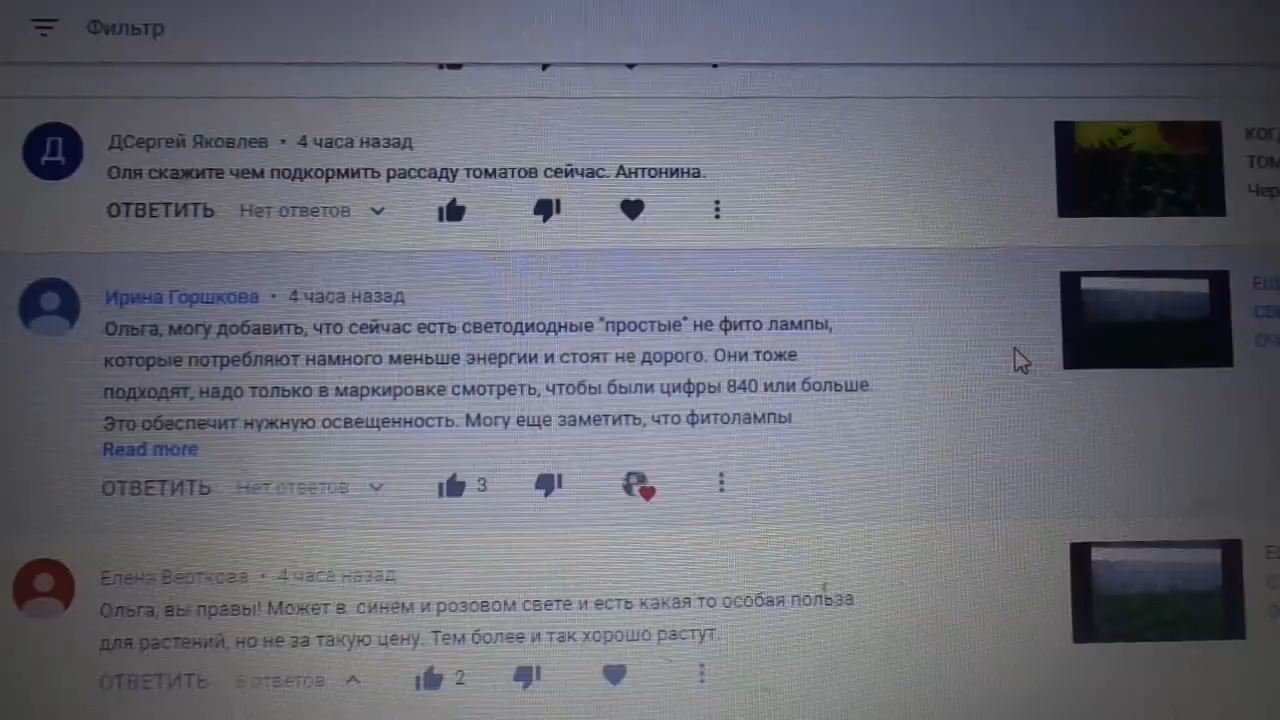 Фильтр
Д
ДСергей Яковлев • 4 часа назад
Оля скажите чем подкормить рассаду томатов сейчас. Антонина.
ОТВЕТИТЬ Нет ответов
Ирина Горшкова • 4 часа назад
Ольга, могу добавить, что сейчас есть светодиодные "простые" не фито лампы,
которые потребляют намного меньше энергии и стоят не дорого. Они тоже
подходят, надо только в маркировке смотреть, чтобы были цифры 840 или больше.
Это обеспечит нужную освещенность. Могу еще заметить, что фитолампы
Read more
ОТВЕТИТЬ Нет ответов 3
Елена Верткова • 4 часа назад
Ольга, вы правы! Может в синем и розовом свете и есть какая то особая польза
для растений, но не за такую цену. Тем более и так хорошо растут.
ОТВЕТИТЬ 6 ответов 2